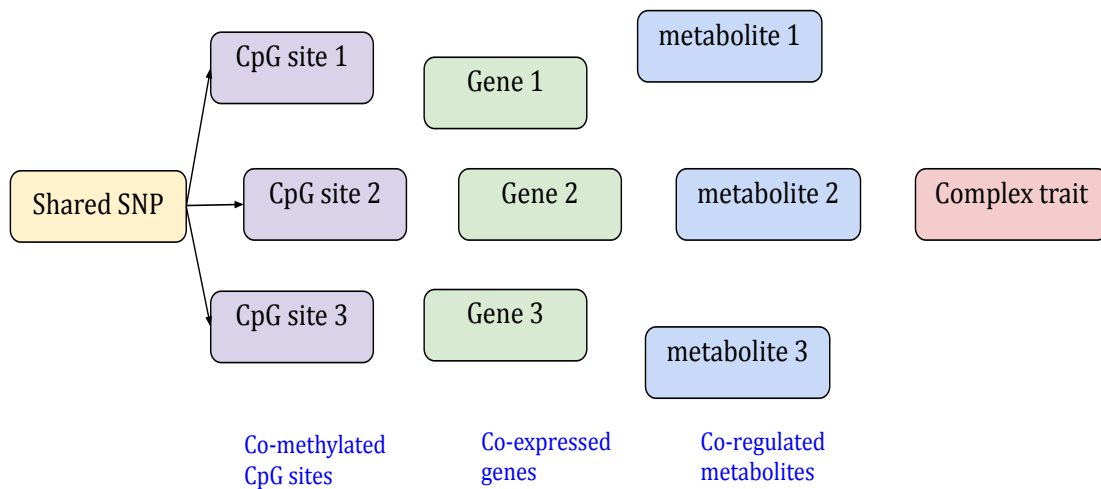 Shared SNP
CpG site 1
CpG site 2
CpG site 3
Gene 1
Gene 2
Gene 3
metabolite 1
metabolite 2
metabolite 3
Complex trait
Co-methylated
CpG sites
Co-expressed
genes
Co-regulated
metabolites